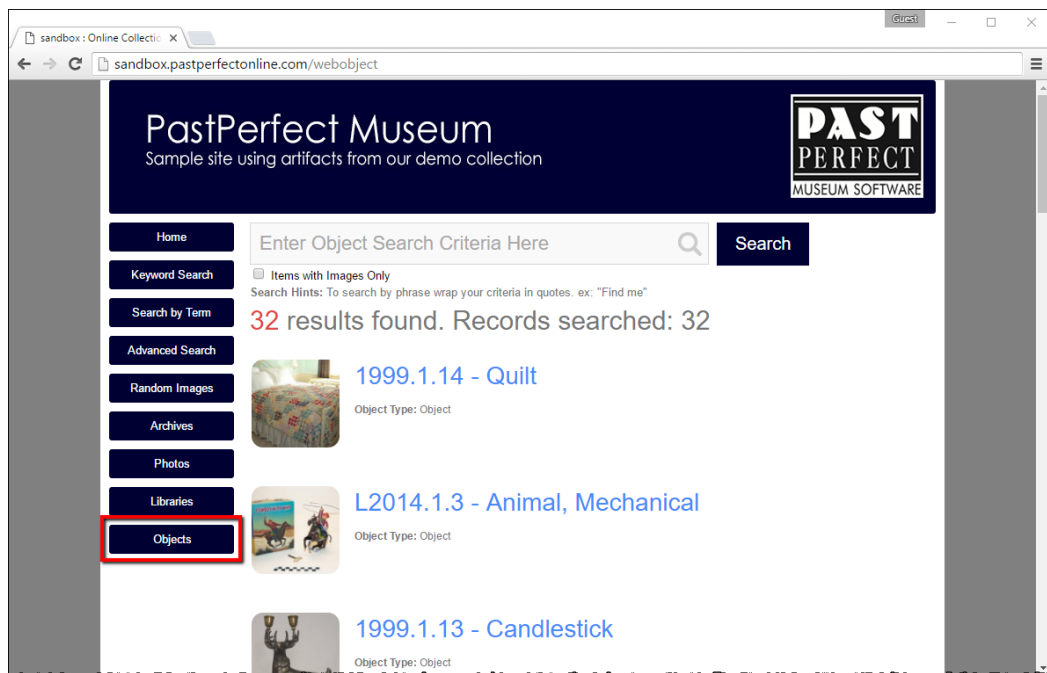 Guest
sandbox : Online Collectio
sandbox.pastperfectonline.com/webobject
PastPerfect Museum
Sample site using artifacts from our demo collection
PAST
PERFECT
MUSEUM SOFTWARE
Home
Keyword Search
Search by Term
Advanced Search
Random Images
Archives
Photos
Libraries
Objects
Enter Object Search Criteria Here
Search
Items with Images Only
Search Hints: To search by phrase wrap your criteria in quotes. ex: "Find me"
32 results found. Records searched: 32
1999.1.14 - Quilt
Object Type: Object
L2014.1.3 - Animal, Mechanical
Object Type: Object
1999.1.13 - Candlestick
Object Type: Object